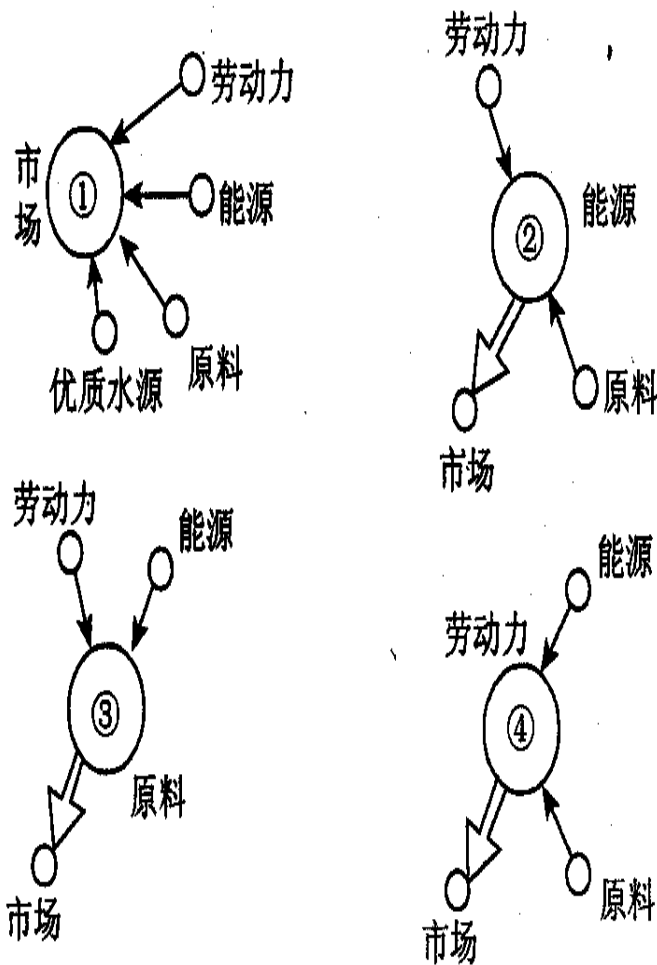 劳动力
市场
①
能源
优质水源
原料
劳动力
能源
②
原料
市场
劳动力
能源
③
原料
市场
能源
劳动力
④
原料
市场